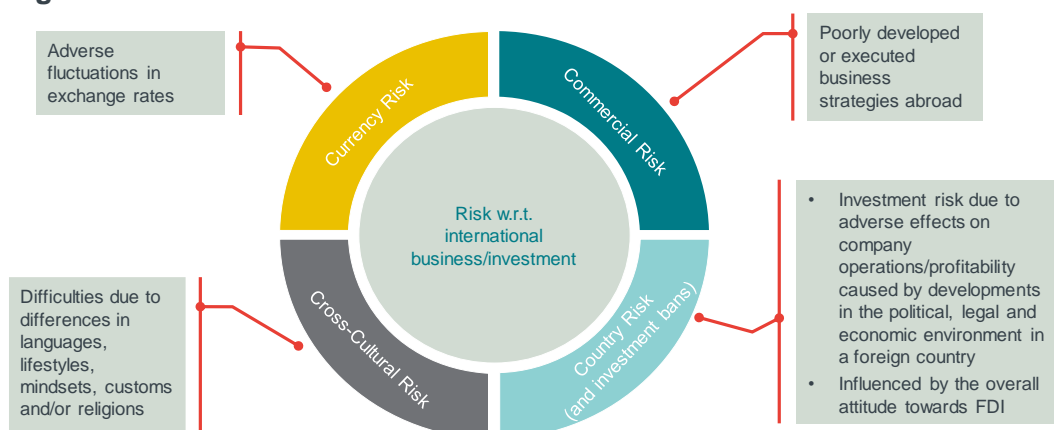 Adverse
fluctuations in
exchange rates
Currency Risk
Commercial Risk
Poorly developed
or executed
business
strategies abroad
Risk w.r.t.
international
business/investment
Difficulties due to
differences in
languages,
lifestyles,
mindsets, customs
and/or religions
Cross-Cultural Risk
Country Risk
(and investment bans)
• Investment risk due to
adverse effects on
company
operations/profitability
caused by developments
in the political, legal and
economic environment in
a foreign country
• Influenced by the overall
attitude towards FDI